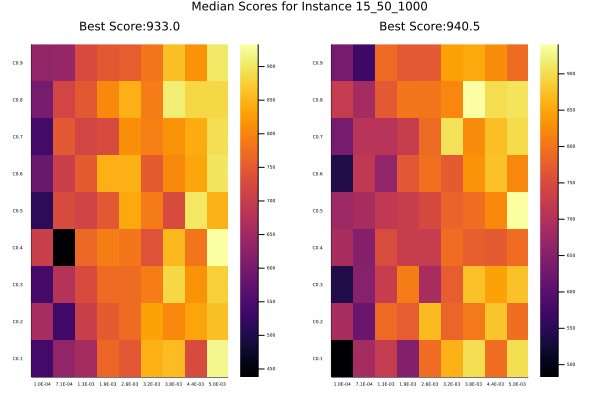 Median Scores for Instance 15_50_1000
Best Score:933.0
Best Score:940.5
C0.9
C0.8
C0.7
C0.6
C0.5
C0.4
C0.3
C0.2
C0.1
1.0E-04 7.1E-04 1.3E-03 1.9E-03 2.6E-03 3.2E-03 3.8E-03 4.4E-03 5.0E-03
900
850
800
750
700
650
600
550
500
450
C0.9
C0.8
C0.7
C0.6
C0.5
C0.4
C0.3
C0.2
C0.1
1.0E-04 7.1E-04 1.3E-03 1.9E-03 2.6E-03 3.2E-03 3.8E-03 4.4E-03 5.0E-03
900
850
800
750
700
650
600
550
500